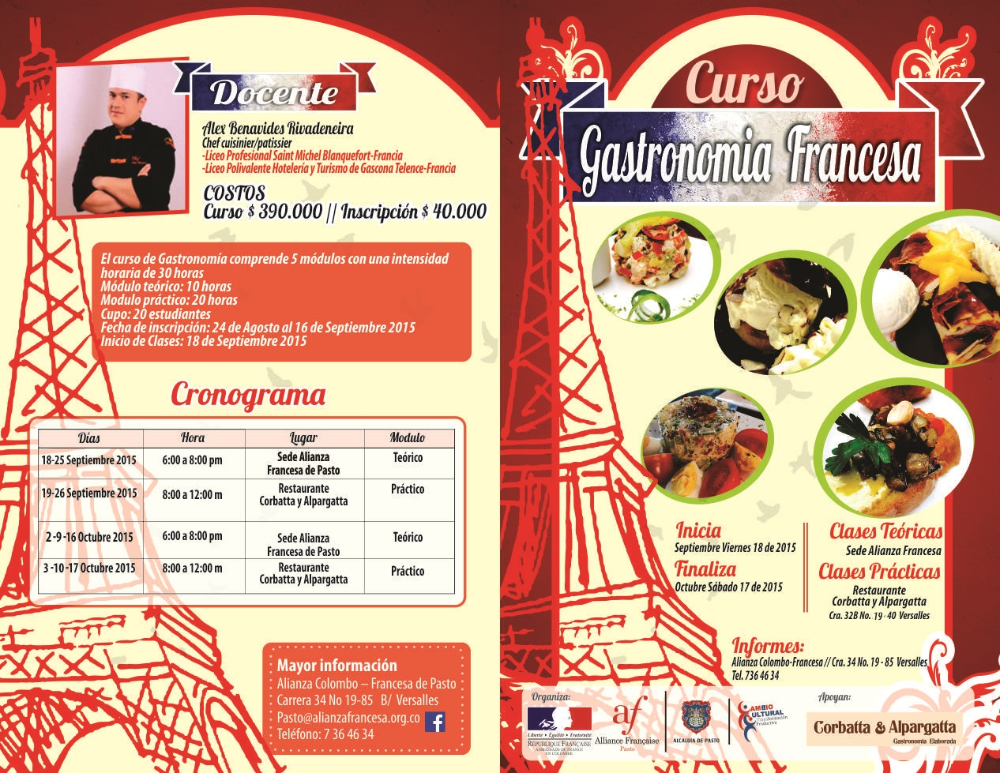 Docente
Alex Benavides Rivadeneira
Chef cuisinier/patissier
-Liceo Profesional Saint Michel Blanquefort-Francia
-Liceo Polivalente Hotelería y Turismo de Gascona Telence-Francia
COSTOS
Curso $ 390.000 // Inscripción $ 40.000
El curso de Gastronomía comprende 5 módulos con una intensidad
horaria de 30 horas
Módulo teórico: 10 horas
Modulo práctico: 20 horas
Cupo: 20 estudiantes
Fecha de inscripción: 24 de Agosto al 16 de Septiembre 2015
Inicio de Clases: 18 de Septiembre 2015
Cronograma
Días Hora Lugar Modulo
18-25 Septiembre 2015 6:00 a 8:00 pm Sede Alianza Teórico
Francesa de Pasto
19-26 Septiembre 2015 8:00 a 12:00 m Restaurante Práctico
Corbatta y Alpargatta
2 -9 -16 Octubre 2015 6:00 a 8:00 pm Sede Alianza Teórico
Francesa de Pasto
3 -10 -17 Octubre 2015 8:00 a 12:00 m Restaurante Práctico
Corbatta y Alpargatta
Mayor información
Alianza Colombo – Francesa de Pasto
Carrera 34 No 19-85 B/ Versalles
Pasto@alianzafrancesa.org.co f
Teléfono: 7 36 46 34
Curso
Gastronomia Francesa
Inicia
Septiembre Viernes 18 de 2015
Finaliza
Octubre Sábado 17 de 2015
Clases Teóricas
Sede Alianza Francesa
Clases Prácticas
Restaurante
Corbatta y Alpargatta
Cra. 32B No. 19 - 40 Versalles
Informes:
Alianza Colombo-Francesa // Cra. 34 No. 19 - 85 Versalles
Tel. 736 46 34
Organiza:
Liberté • Égalité • Fraternité
RÉPUBLIQUE FRANÇAISE
AMBASSADE DE FRANCE
EN COLOMBIE
af
Alliance Française
Pasto
ALCALDIA DE PASTO
CAMBIO
CULTURAL
Transformación
Productiva
Apoyan:
Corbatta & Alpargatta
Gastronomia Elaborada